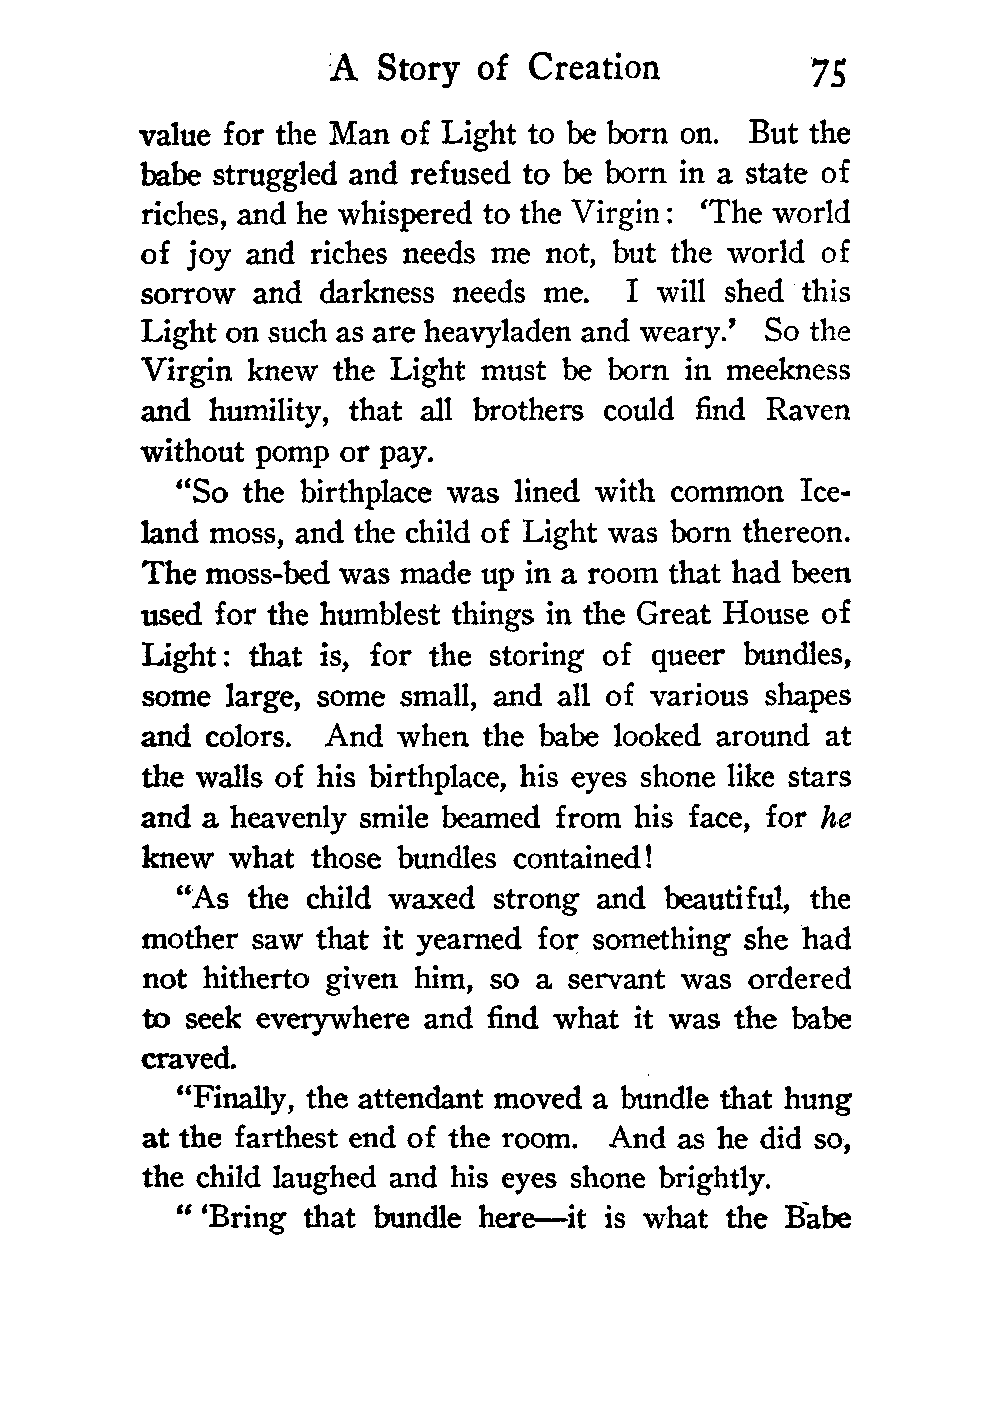 A Story of Creation 75
value for the Man of Light to be born on. But the
babe struggled and refused to be born in a state of
riches, and he whispered to the Virgin: ‘The world
of joy and riches needs me not, but the world of
sorrow and darkness needs me. I will shed this
Light on such as are heavyladen and weary.’ So the
Virgin knew the Light must be born in meekness
and humility, that all brothers could find Raven
without pomp or pay.
“So the birthplace was lined with common Ice-
land moss, and the child of Light was born thereon.
The moss-bed was made up in a room that had been
used for the humblest things in the Great House of
Light: that is, for the storing of queer bundles,
some large, some small, and all of various shapes
and colors. And when the babe looked around at
the walls of his birthplace, his eyes shone like stars
and a heavenly smile beamed from his face, for he
knew what those bundles contained!
“As the child waxed strong and beautiful, the
mother saw that it yearned for something she had
not hitherto given him, so a servant was ordered
to seek everywhere and find what it was the babe
craved.
“Finally, the attendant moved a bundle that hung
at the farthest end of the room. And as he did so,
the child laughed and his eyes shone brightly.
“ ‘Bring that bundle here—it is what the Babe